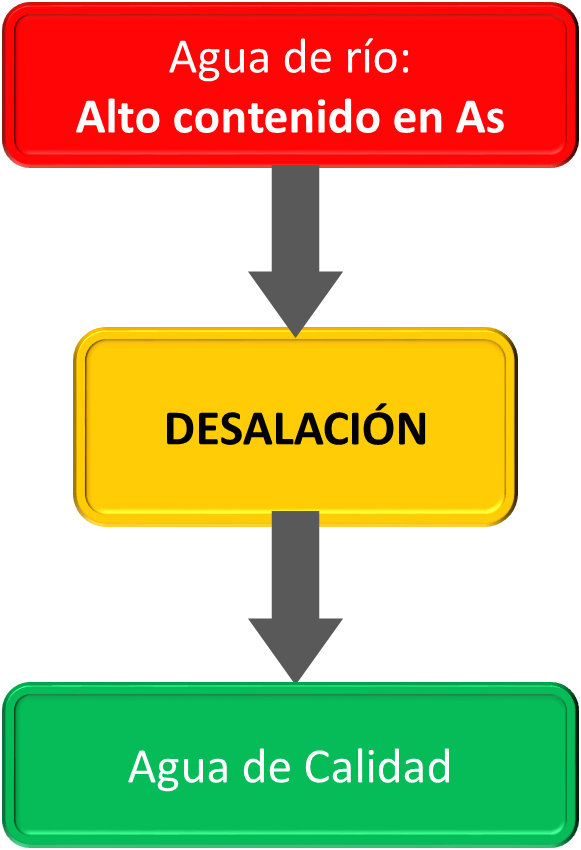 Agua de río:
Alto contenido en As
DESALACIÓN
Agua de Calidad